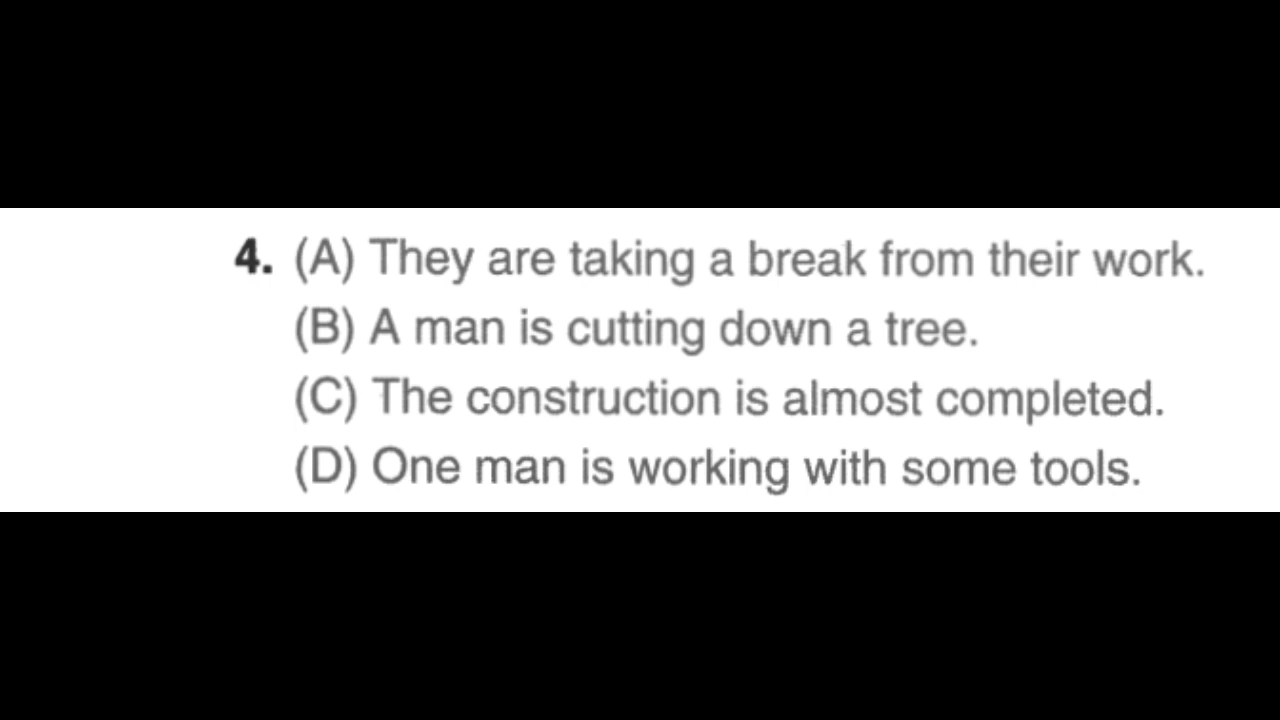 4. (A) They are taking a break from their work.
(B) A man is cutting down a tree.
(C) The construction is almost completed.
(D) One man is working with some tools.